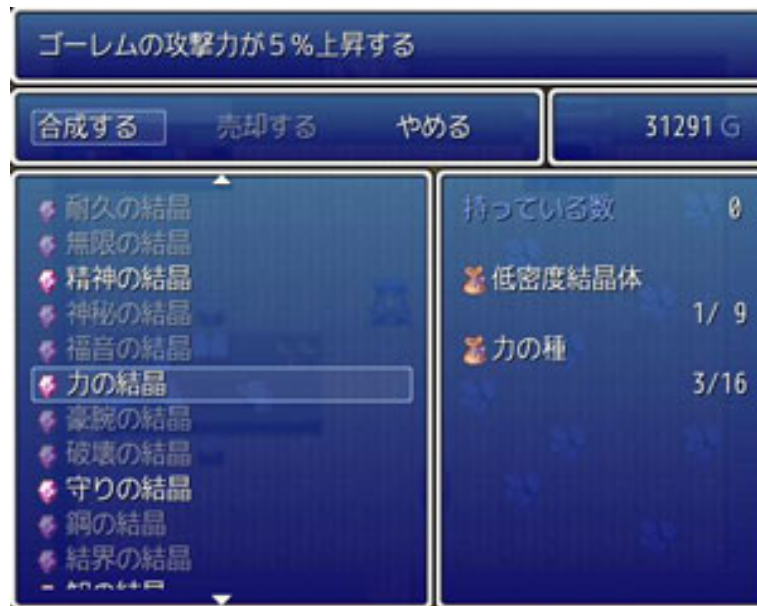 ゴーレムの攻撃力が５％上昇する
合成する 売却する やめる 31291 G
耐久の結晶
無限の結晶
精神の結晶
神秘の結晶
福音の結晶
力の結晶
豪腕の結晶
破壊の結晶
守りの結晶
鋼の結晶
結界の結晶
持っている数 0
低密度結晶体
1/ 9
力の種
3/16